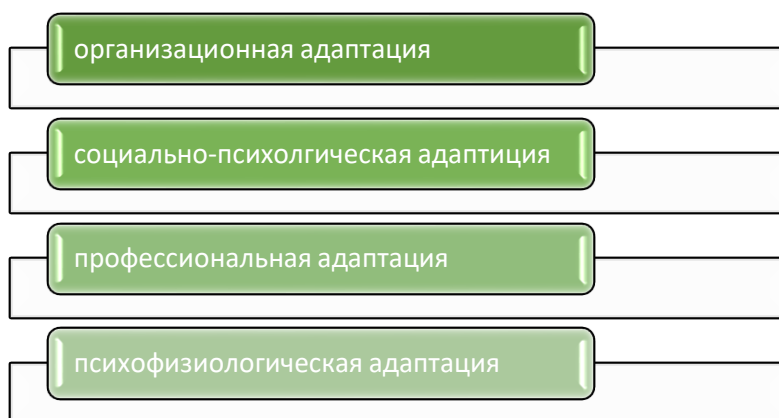 организационная адаптация
социально-психолгическая адаптиция
профессиональная адаптация
психофизиологическая адаптация